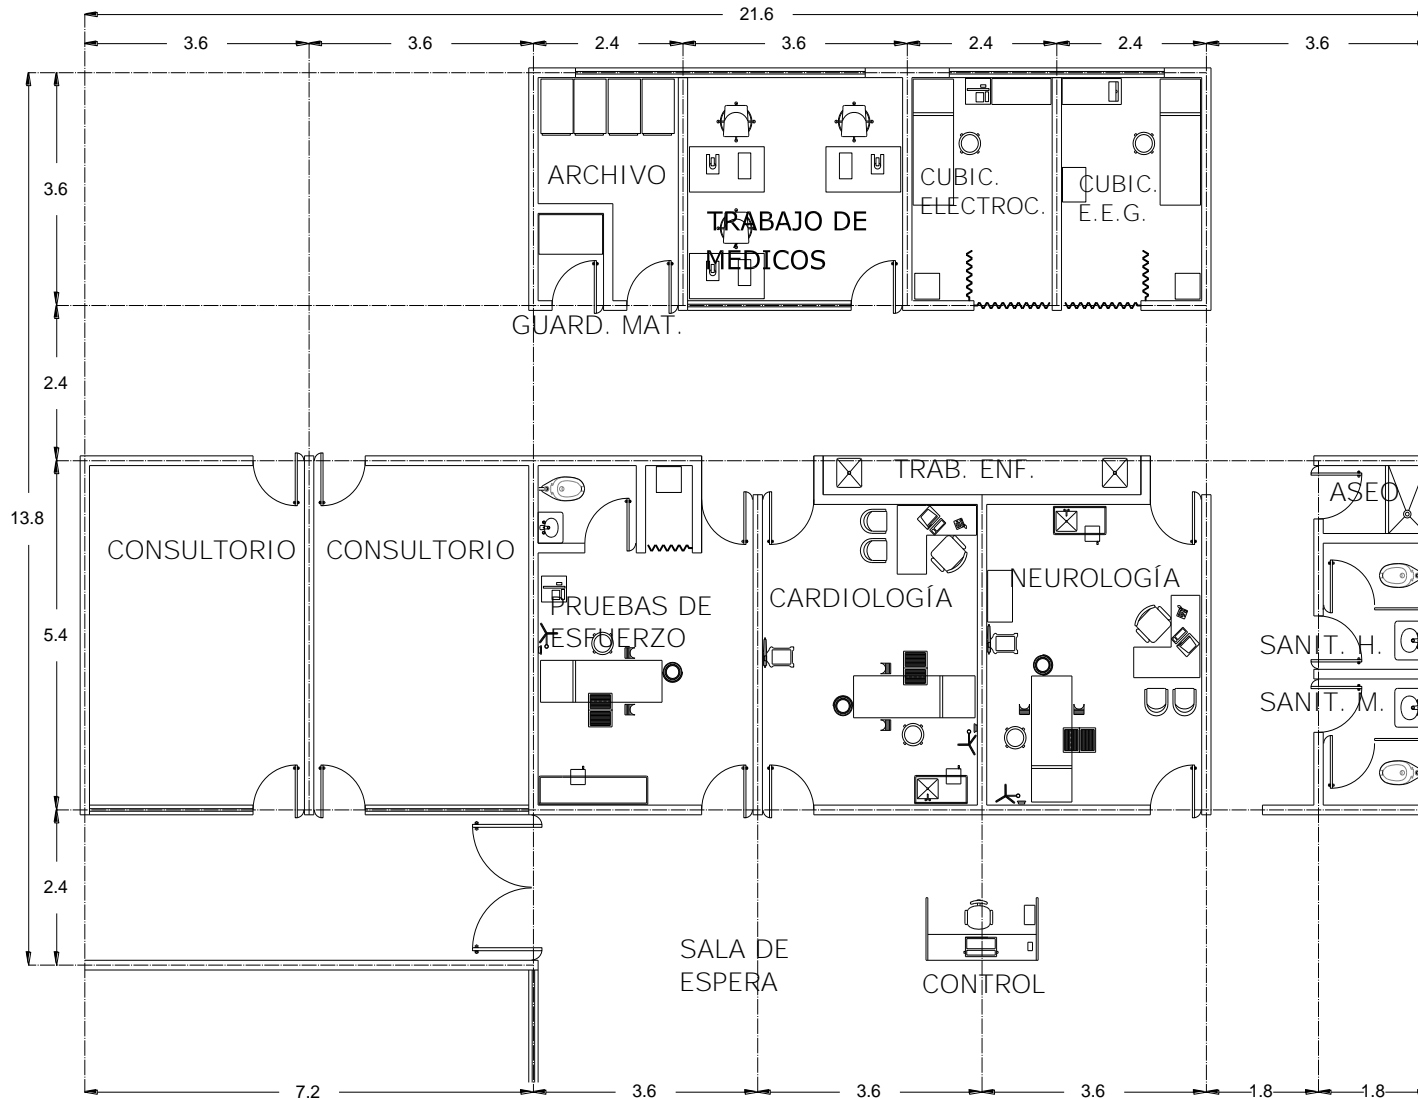 21.6
3.6
3.6
2.4
3.6
2.4
2.4
3.6
3.6
ARCHIVO
CUBIC.
ELECTROC.
CUBIC.
E.E.G.
TRABAJO DE
MEDICOS
GUARD. MAT.
2.4
TRAB. ENF.
ASEO
13.8
CONSULTORIO
CONSULTORIO
NEUROLOGÍA
CARDIOLOGÍA
PRUEBAS DE
ESFUERZO
5.4
SANIT. H.
SANIT. M.
2.4
SALA DE
ESPERA
CONTROL
7.2
3.6
3.6
3.6
1.8
1.8